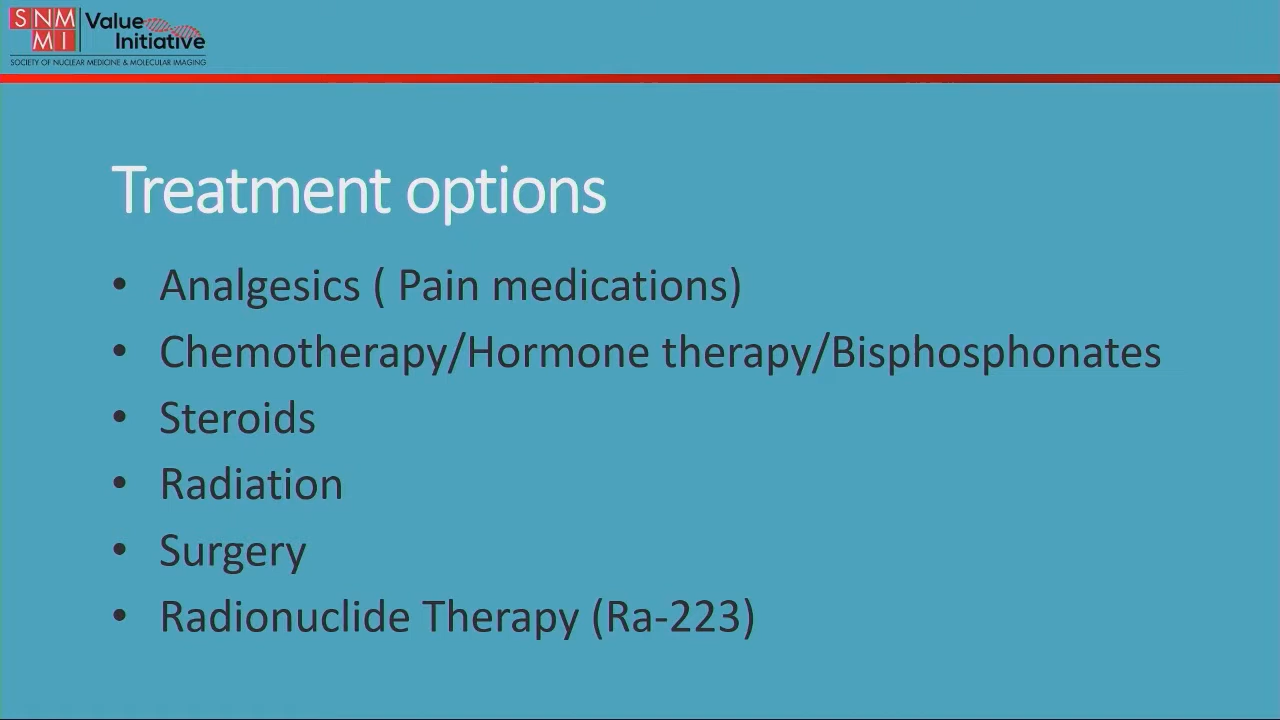 SNM Value
MI Initiative
SOCIETY OF NUCLEAR MEDICINE & MOLECULAR IMAGING
Treatment options
• Analgesics ( Pain medications)
• Chemotherapy/Hormone therapy/Bisphosphonates
• Steroids
• Radiation
• Surgery
• Radionuclide Therapy (Ra-223)